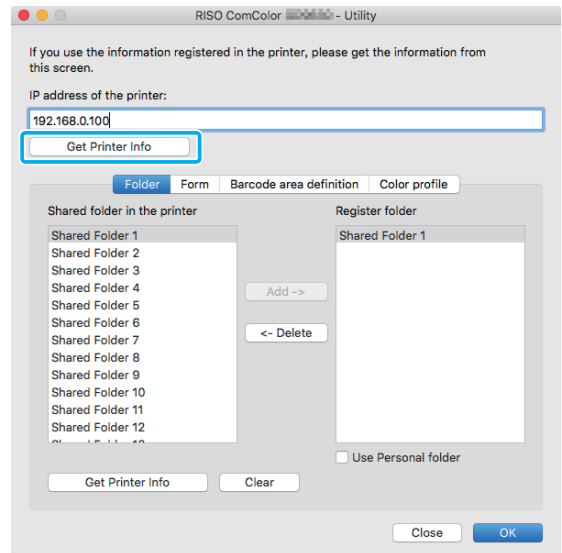 RISO ComColor - Utility
If you use the information registered in the printer, please get the information from
this screen.
IP address of the printer:
192.168.0.100
Get Printer Info
Folder Form Barcode area definition Color profile
Shared folder in the printer
Register folder
Shared Folder 1
Shared Folder 2
Shared Folder 3
Shared Folder 4
Shared Folder 5
Shared Folder 6
Shared Folder 7
Shared Folder 8
Shared Folder 9
Shared Folder 10
Shared Folder 11
Shared Folder 12
Shared Folder 1
Add ->
<- Delete
Use Personal folder
Get Printer Info
Clear
Close
OK